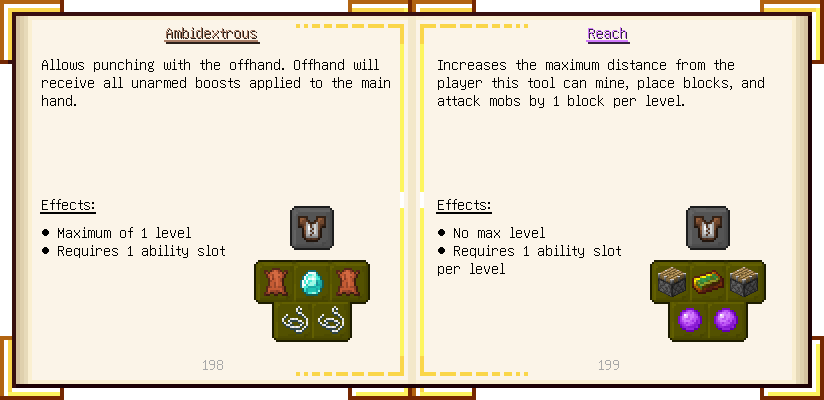 Ambidextrous
Allows punching with the offhand. Offhand will
receive all unarmed boosts applied to the main
hand.
Effects:
● Maximum of 1 level
● Requires 1 ability slot
198
Reach
Increases the maximum distance from the
player this tool can mine, place blocks, and
attack mobs by 1 block per level.
Effects:
● No max level
● Requires 1 ability slot
per level
199